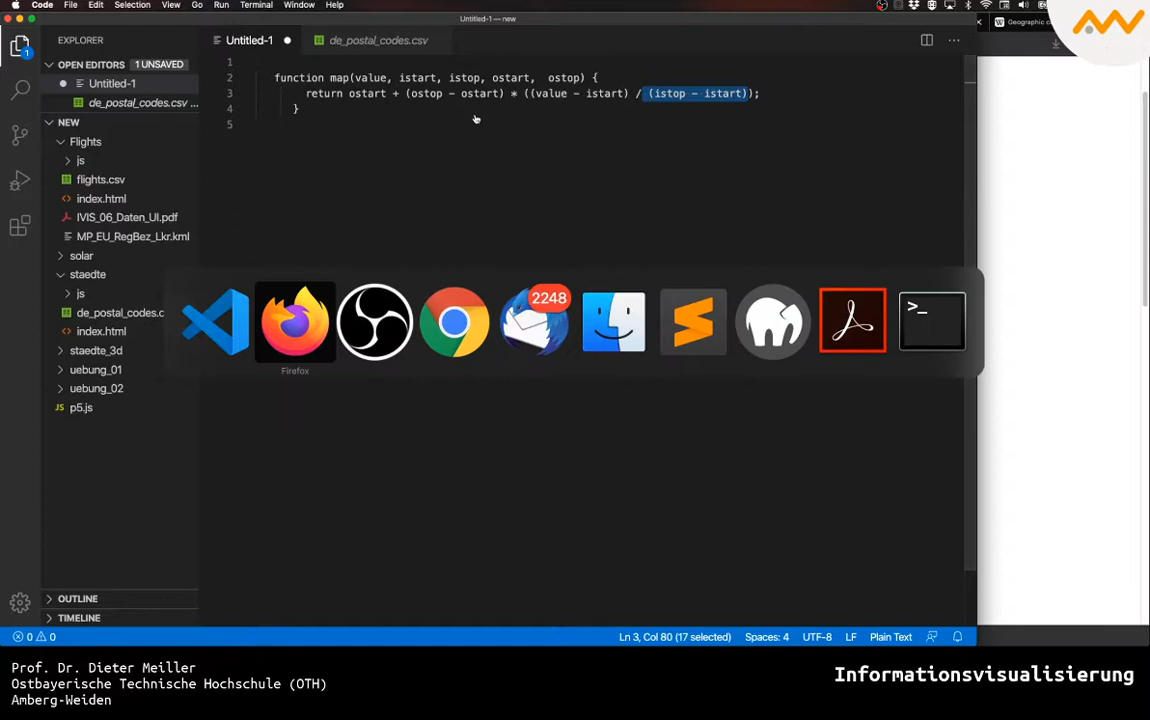 Code File Edit Selection View Go Run Terminal Window Help
Untitled-1 — new
Geographic c
EXPLORER
Untitled-1
de_postal_codes.csv
OPEN EDITORS 1 UNSAVED
Untitled-1
de_postal_codes.csv ...
NEW
Flights
js
flights.csv
index.html
IVIS_06_Daten_UI.pdf
MP_EU_RegBez_Lkr.kml
solar
staedte
js
de_postal_codes.c
index.html
staedte_3d
uebung_01
uebung_02
JS p5.js
OUTLINE
TIMELINE
1
1
2 function map(value, istart, istop, ostart,  ostop) {
3 return ostart + (ostop - ostart) * ((value - istart) / (istop - istart));
4 }
5
2248
>_
Firefox
0 0
Ln 3, Col 80 (17 selected) Spaces: 4 UTF-8 LF Plain Text
Prof. Dr. Dieter Meiller
Ostbayerische Technische Hochschule (OTH)
Amberg-Weiden
Informationsvisualisierung